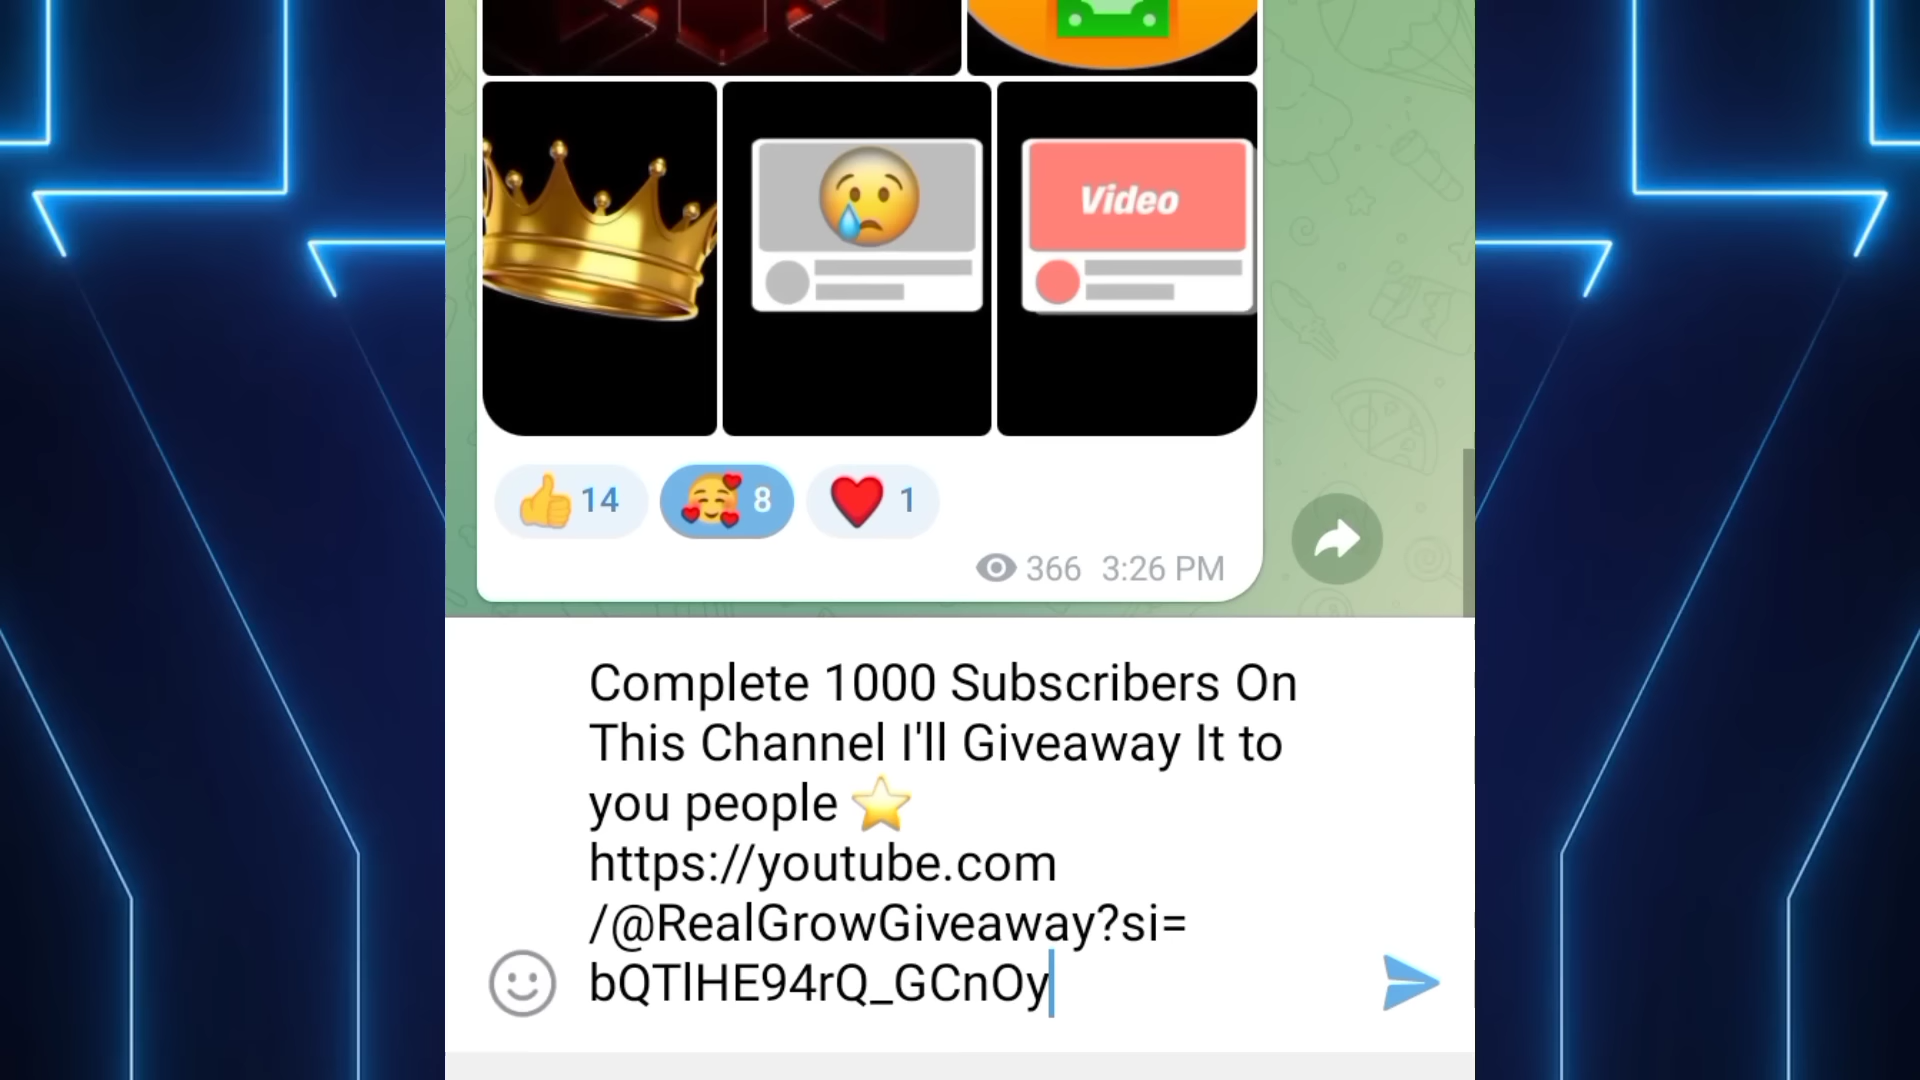 Video
14 8 1
366 3:26 PM
Complete 1000 Subscribers On
This Channel I'll Giveaway It to
you people ⭐
https://youtube.com
/@RealGrowGiveaway?si=
bQTlHE94rQ_GCnOy